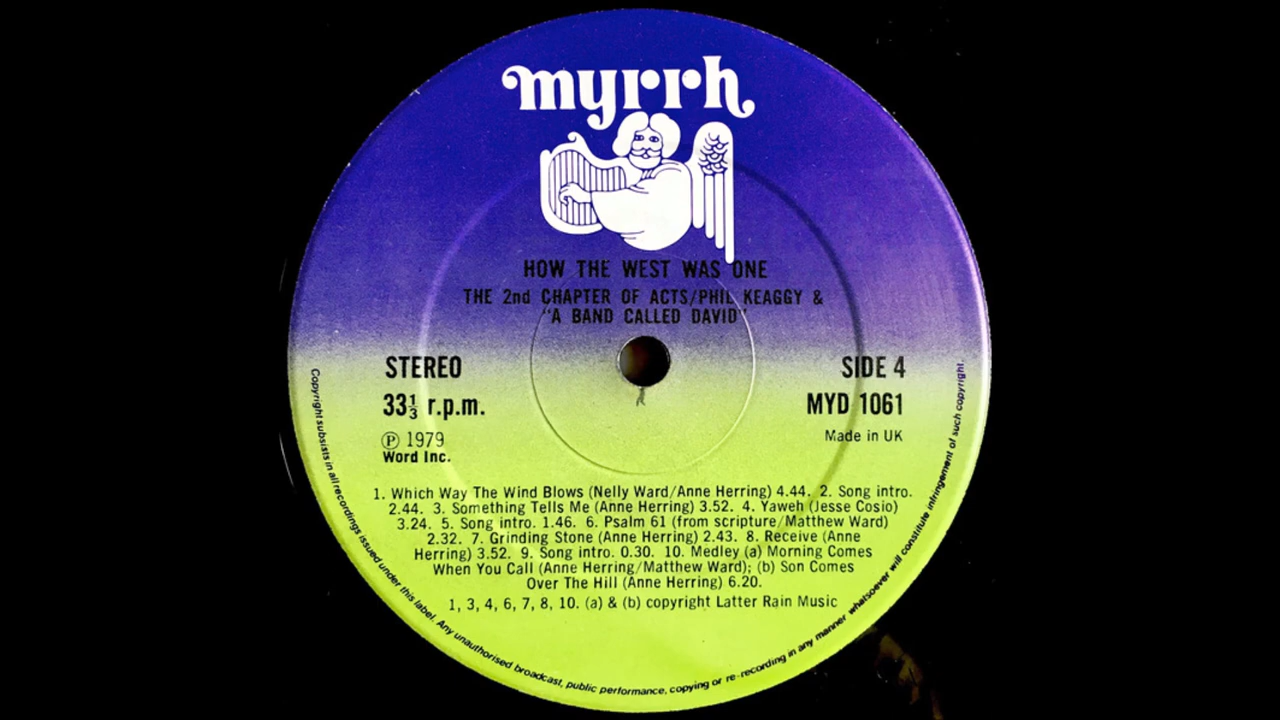 myrrh
HOW THE WEST WAS ONE
THE 2nd CHAPTER OF ACTS/PHIL KEAGGY &
"A BAND CALLED DAVID"
STEREO
SIDE 4
33⅓ r.p.m.
MYD 1061
℗ 1979
Word Inc.
Made in UK
1. Which Way The Wind Blows (Nelly Ward/Anne Herring) 4.44. 2. Song intro.
2.44. 3. Something Tells Me (Anne Herring) 3.52. 4. Yaweh (Jesse Cosio)
3.24. 5. Song intro. 1.46. 6. Psalm 61 (from scripture/Matthew Ward)
2.32. 7. Grinding Stone (Anne Herring) 2.43. 8. Receive (Anne
Herring) 3.52. 9. Song intro. 0.30. 10. Medley (a) Morning Comes
When You Call (Anne Herring/Matthew Ward); (b) Son Comes
Over The Hill (Anne Herring) 6.20.
1, 3, 4, 6, 7, 8, 10. (a) & (b) copyright Latter Rain Music
Copyright subsists in all recordings issued under this label. Any unauthorised broadcast, public performance, copying or re-recording in any manner whatsoever will constitute infringement of such copyright.